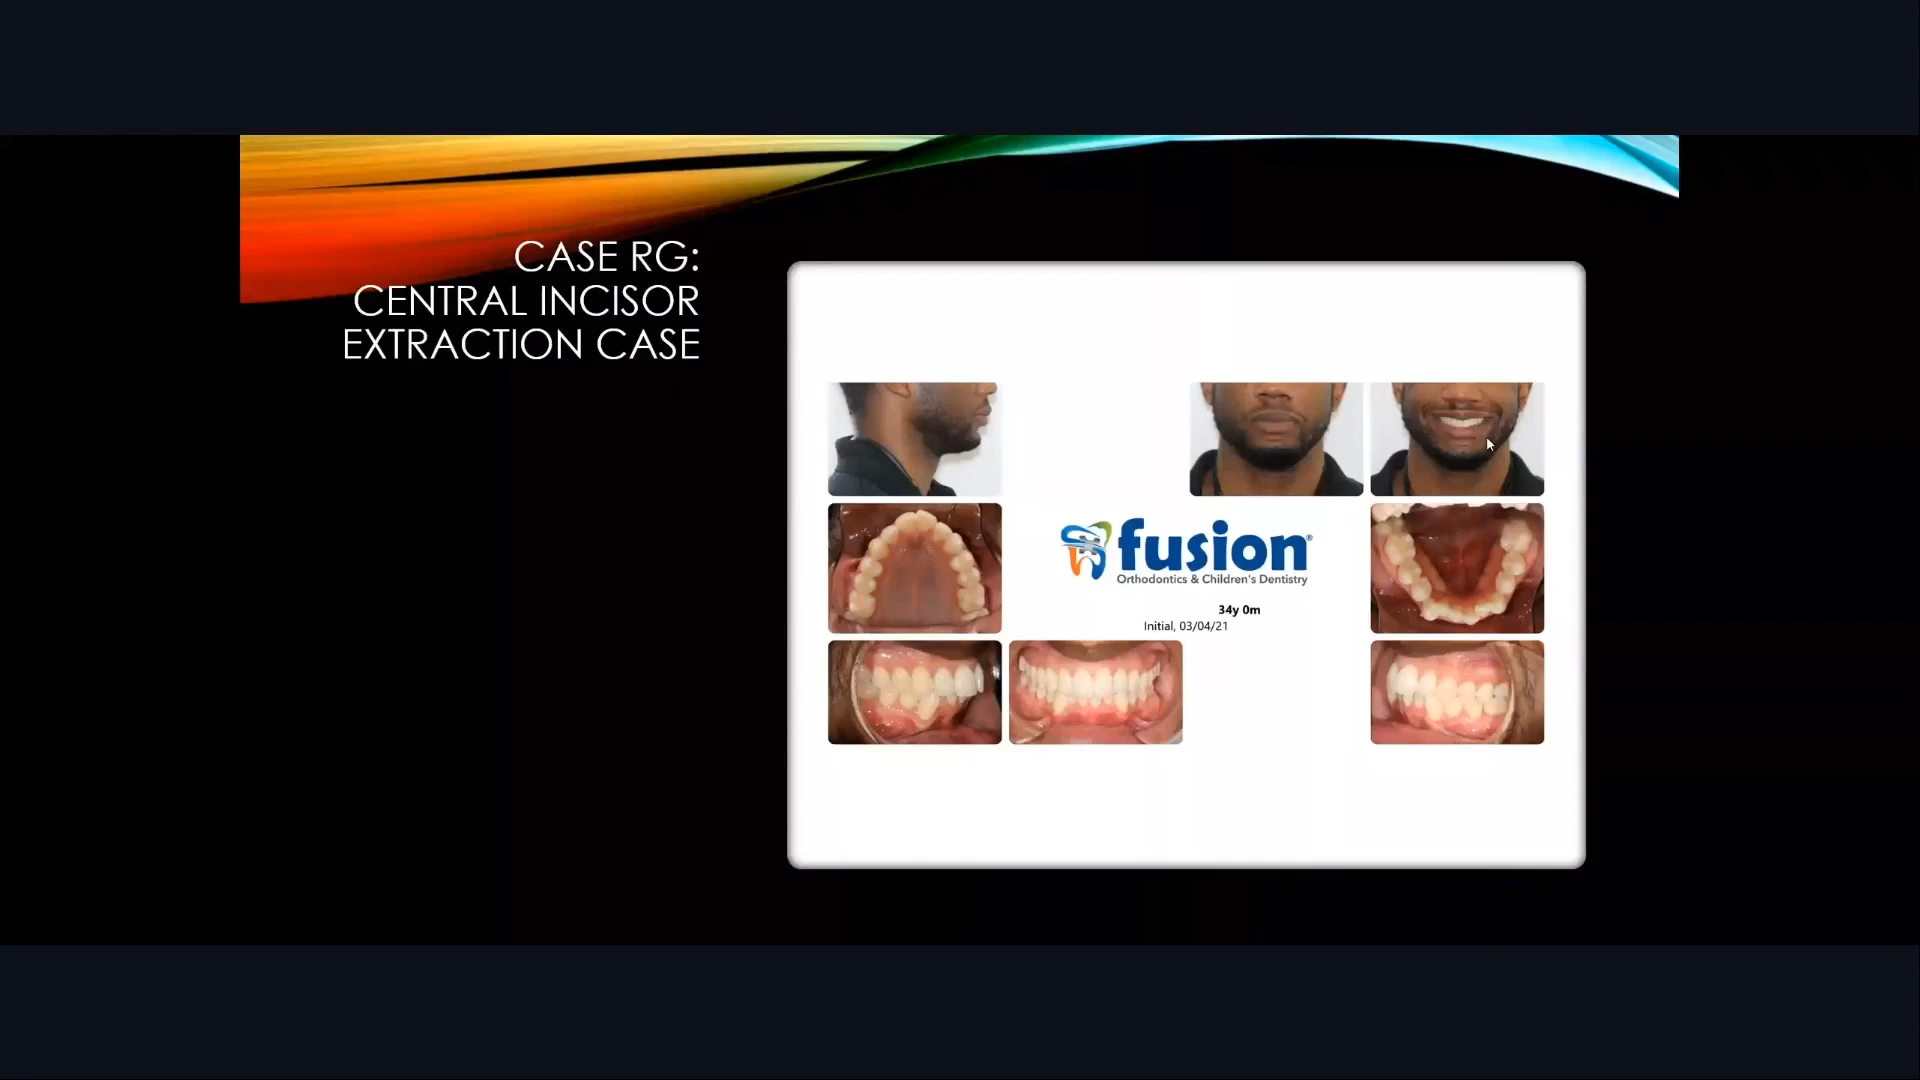 CASE RG:
CENTRAL INCISOR
EXTRACTION CASE
fusion®
Orthodontics & Children's Dentistry
34y 0m
Initial, 03/04/21